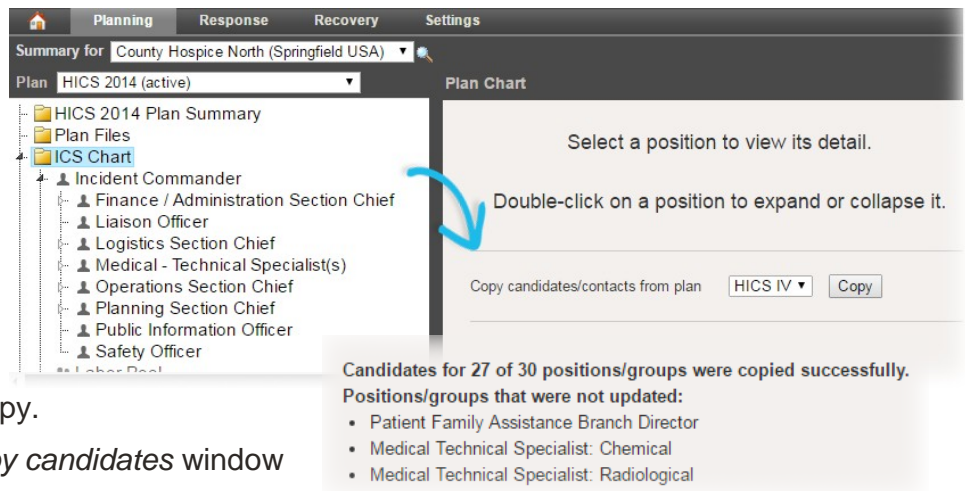 Planning Response Recovery Settings
Summary for County Hospice North (Springfield USA)
Plan HICS 2014 (active)
Plan Chart
HICS 2014 Plan Summary
Plan Files
ICS Chart
Incident Commander
Finance / Administration Section Chief
Liaison Officer
Logistics Section Chief
Medical - Technical Specialist(s)
Operations Section Chief
Planning Section Chief
Public Information Officer
Safety Officer
Labor Pool
Select a position to view its detail.
Double-click on a position to expand or collapse it.
Copy candidates/contacts from plan HICS IV Copy
Candidates for 27 of 30 positions/groups were copied successfully.
Positions/groups that were not updated:
• Patient Family Assistance Branch Director
• Medical Technical Specialist: Chemical
• Medical Technical Specialist: Radiological
py.
y candidates window